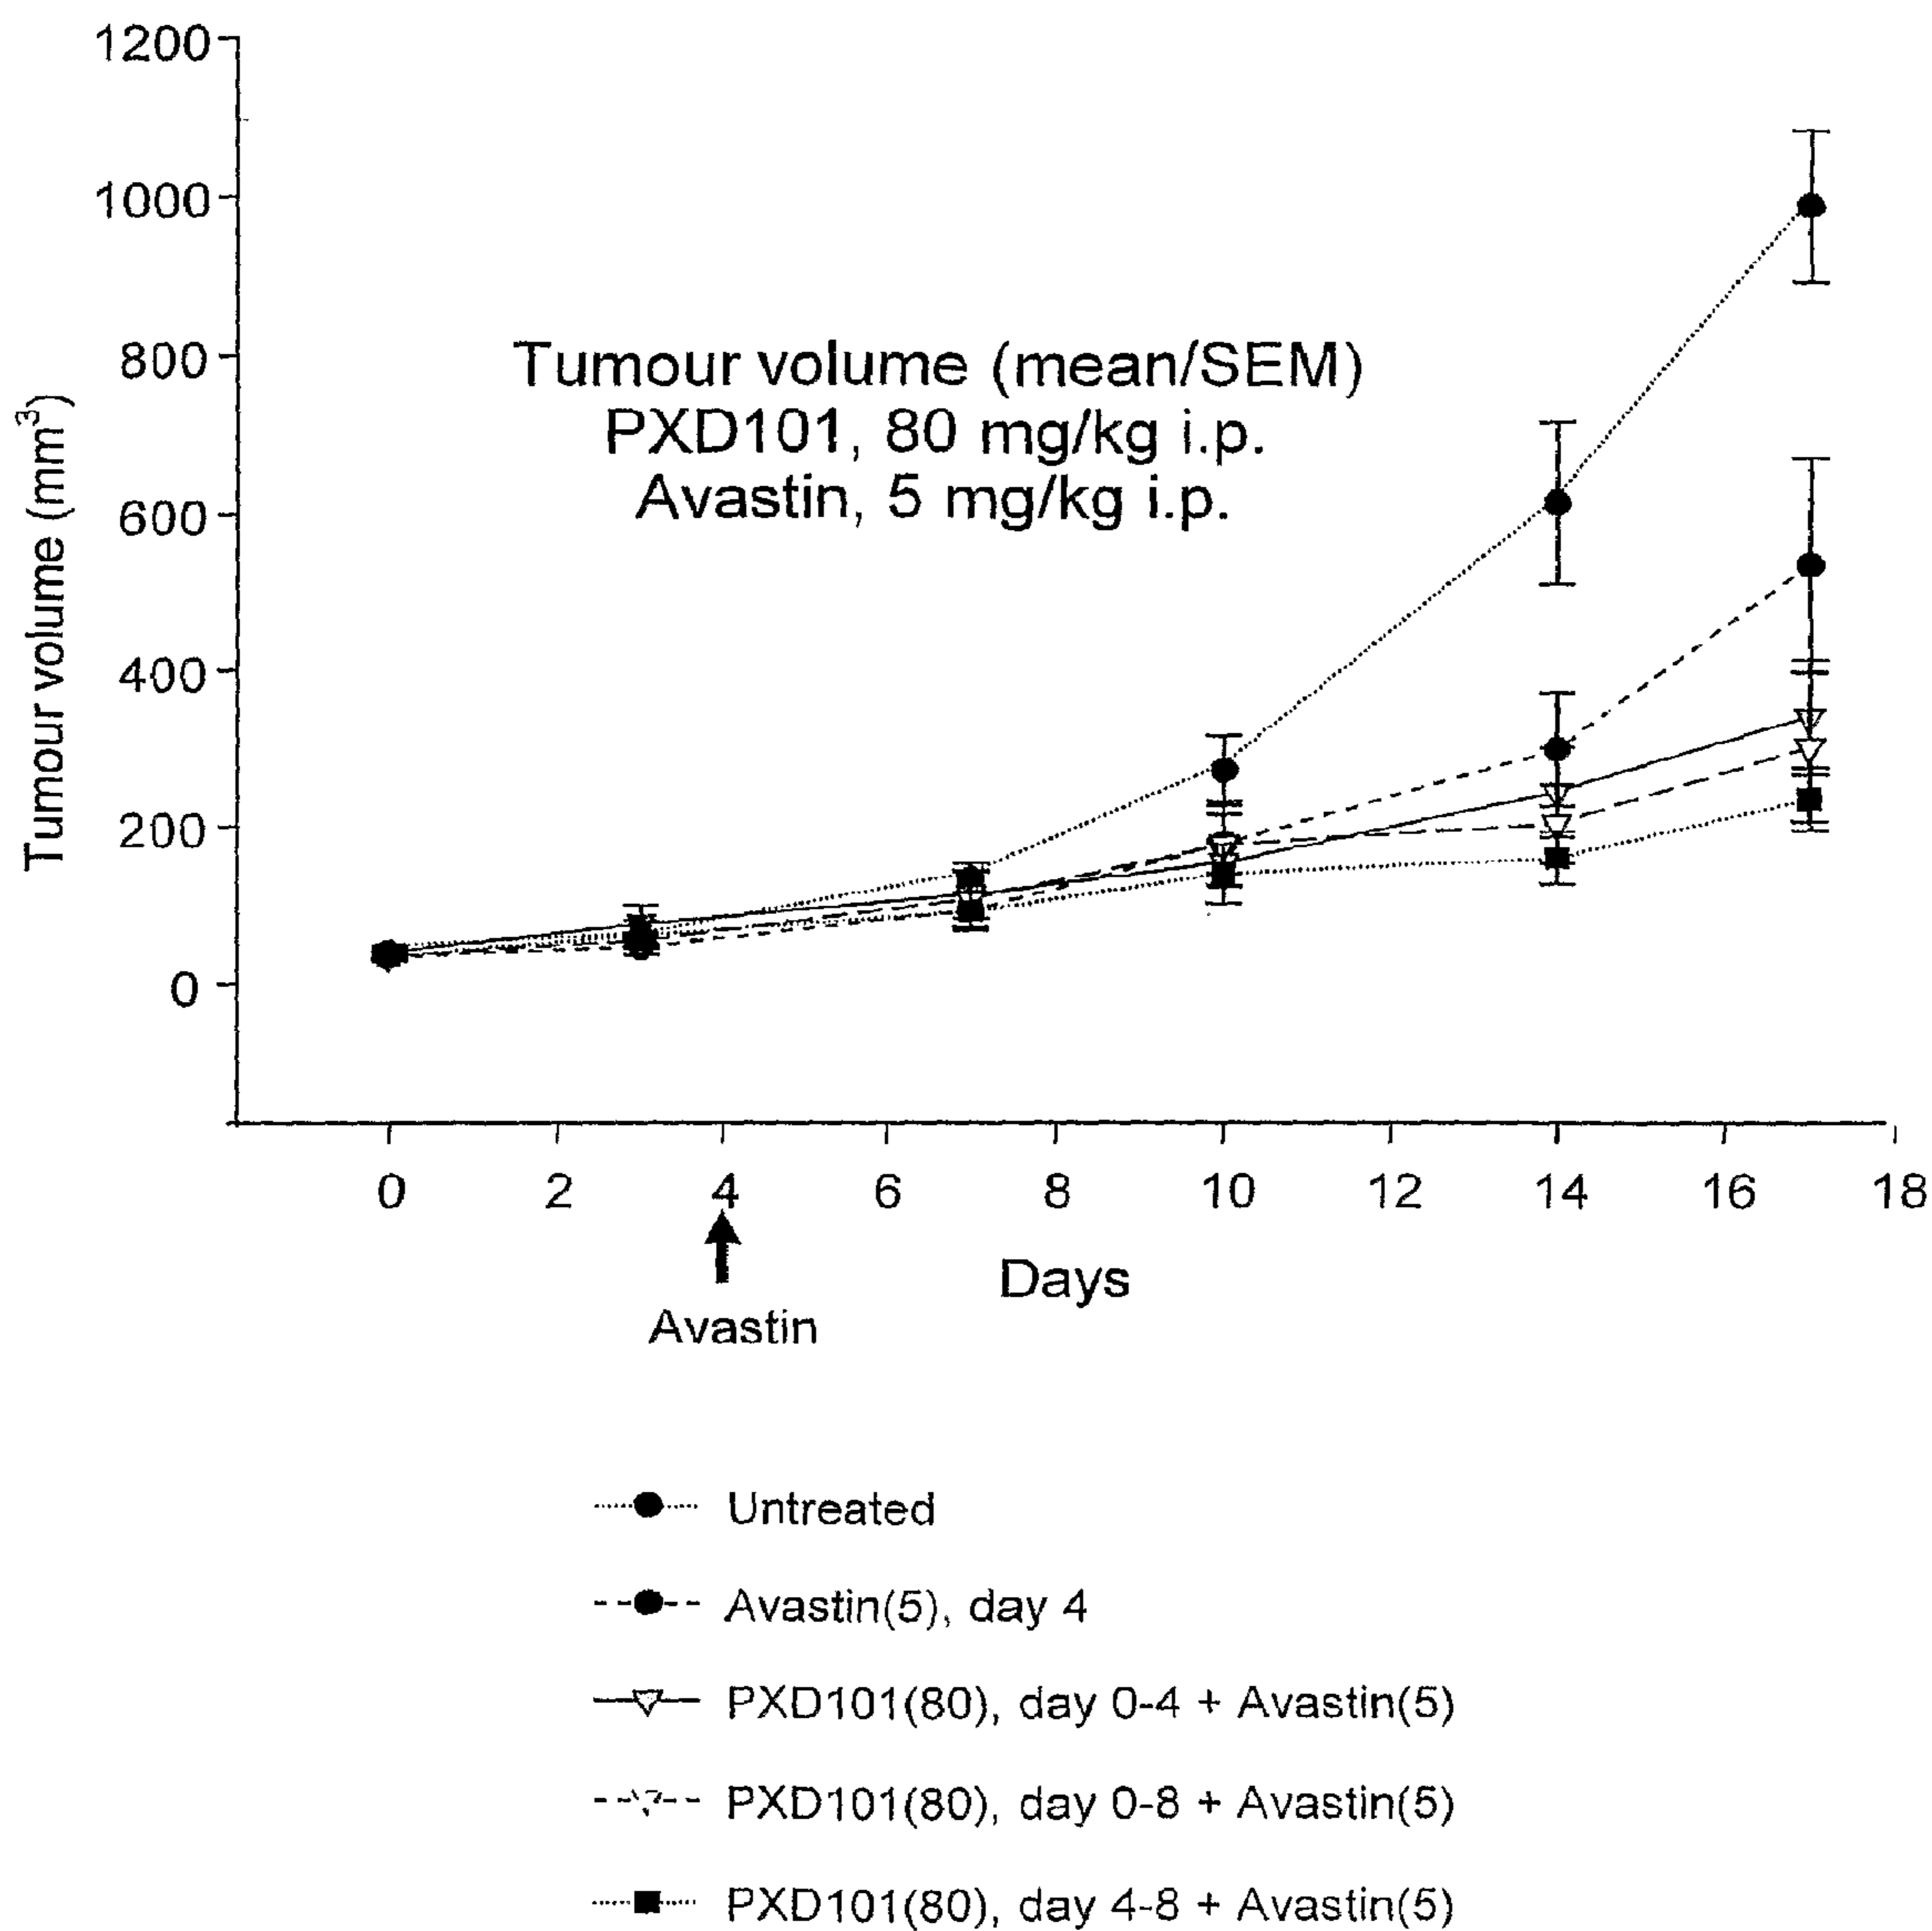 1200
1000
800
600
400
200
0
Tumour volume (mm³)
Tumour volume (mean/SEM)
PXD101, 80 mg/kg i.p.
Avastin, 5 mg/kg i.p.
0 2 4 6 8 10 12 14 16 18
Days
Avastin
Untreated
Avastin(5), day 4
PXD101(80), day 0-4 + Avastin(5)
PXD101(80), day 0-8 + Avastin(5)
PXD101(80), day 4-8 + Avastin(5)